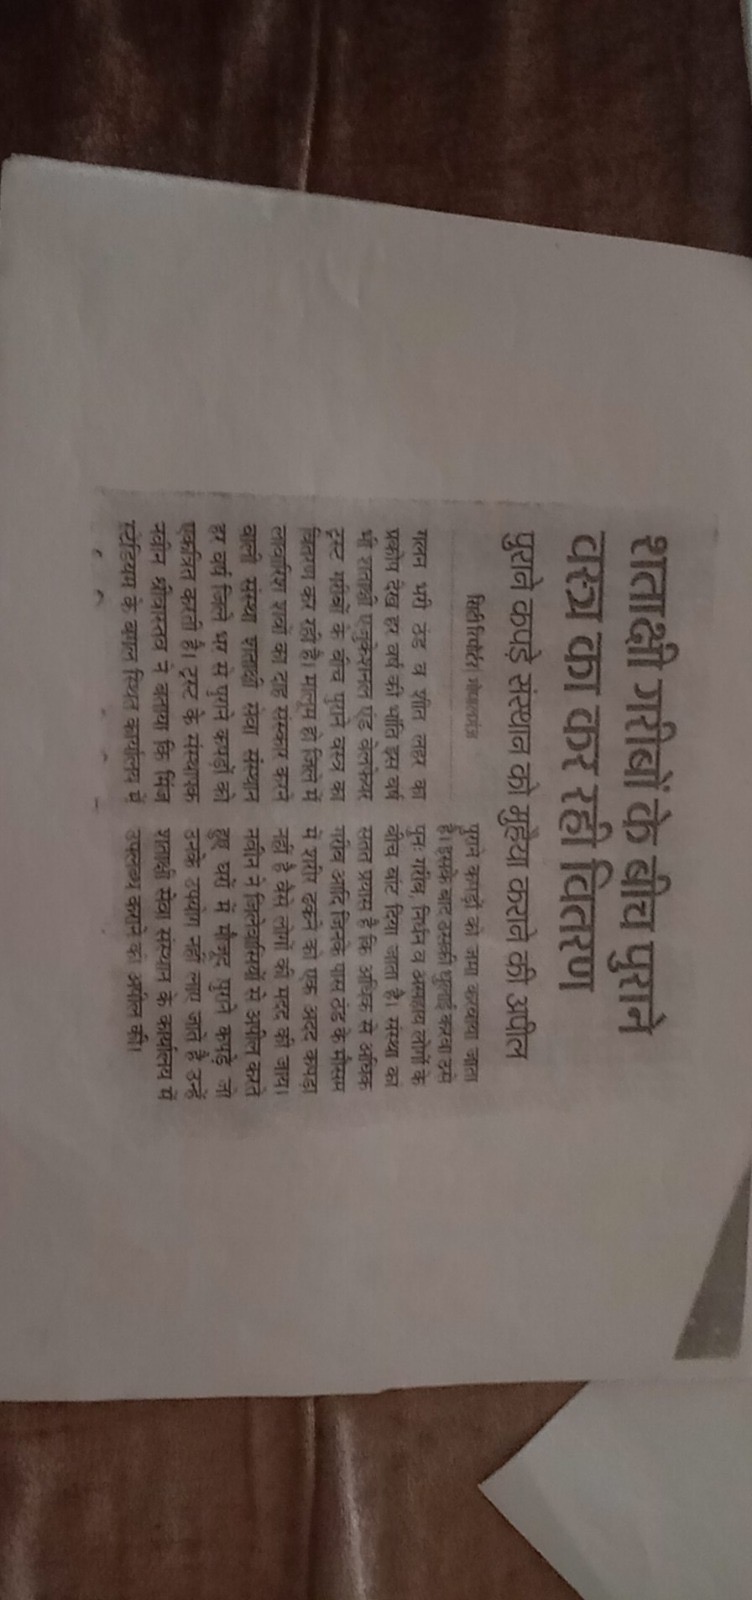 शताक्षी गरीबों के बीच पुराने
वस्त्र का कर रही वितरण
पुराने कपड़े संस्थान को मुहैया कराने की अपील
सिटी रिपोर्टर।
गलन भरी ठंड व शीत लहर का
प्रकोप देख हर वर्ष की भाँति इस वर्ष
भी शताक्षी एजुकेशनल एंड वेलफेयर
ट्रस्ट गरीबों के बीच पुराने वस्त्र का
वितरण कर रही है। मालूम हो जिले में
लावारिश शवों का दाह संस्कार करने
वाली संस्था शताक्षी सेवा संस्थान
हर वर्ष जिले भर से पुराने कपड़ों को
एकत्रित करती है। ट्रस्ट के संस्थापक
नवीन श्रीवास्तव ने बताया कि मिंज
स्टेडियम के बगल स्थित कार्यालय में
पुराने कपड़ों को जमा करवाया जाता
है। इसके बाद उसकी धुलाई करवा उसे
पुनः गरीब, निर्धन व असहाय लोगों के
बीच बांट दिया जाता है। संस्था का
सतत प्रयास है कि अधिक से अधिक
गरीब आदि जिनके पास ठंड के मौसम
में शरीर ढकने को एक अदद कपड़ा
नहीं है वैसे लोगों की मदद की जाय।
नवीन ने जिलेवासियों से अपील करते
हुए घरों में मौजूद पुराने कपड़े जो
उनके उपयोग नहीं लाए जाते है उन्हें
शताक्षी सेवा संस्थान के कार्यालय में
उपलब्ध कराने की अपील की।